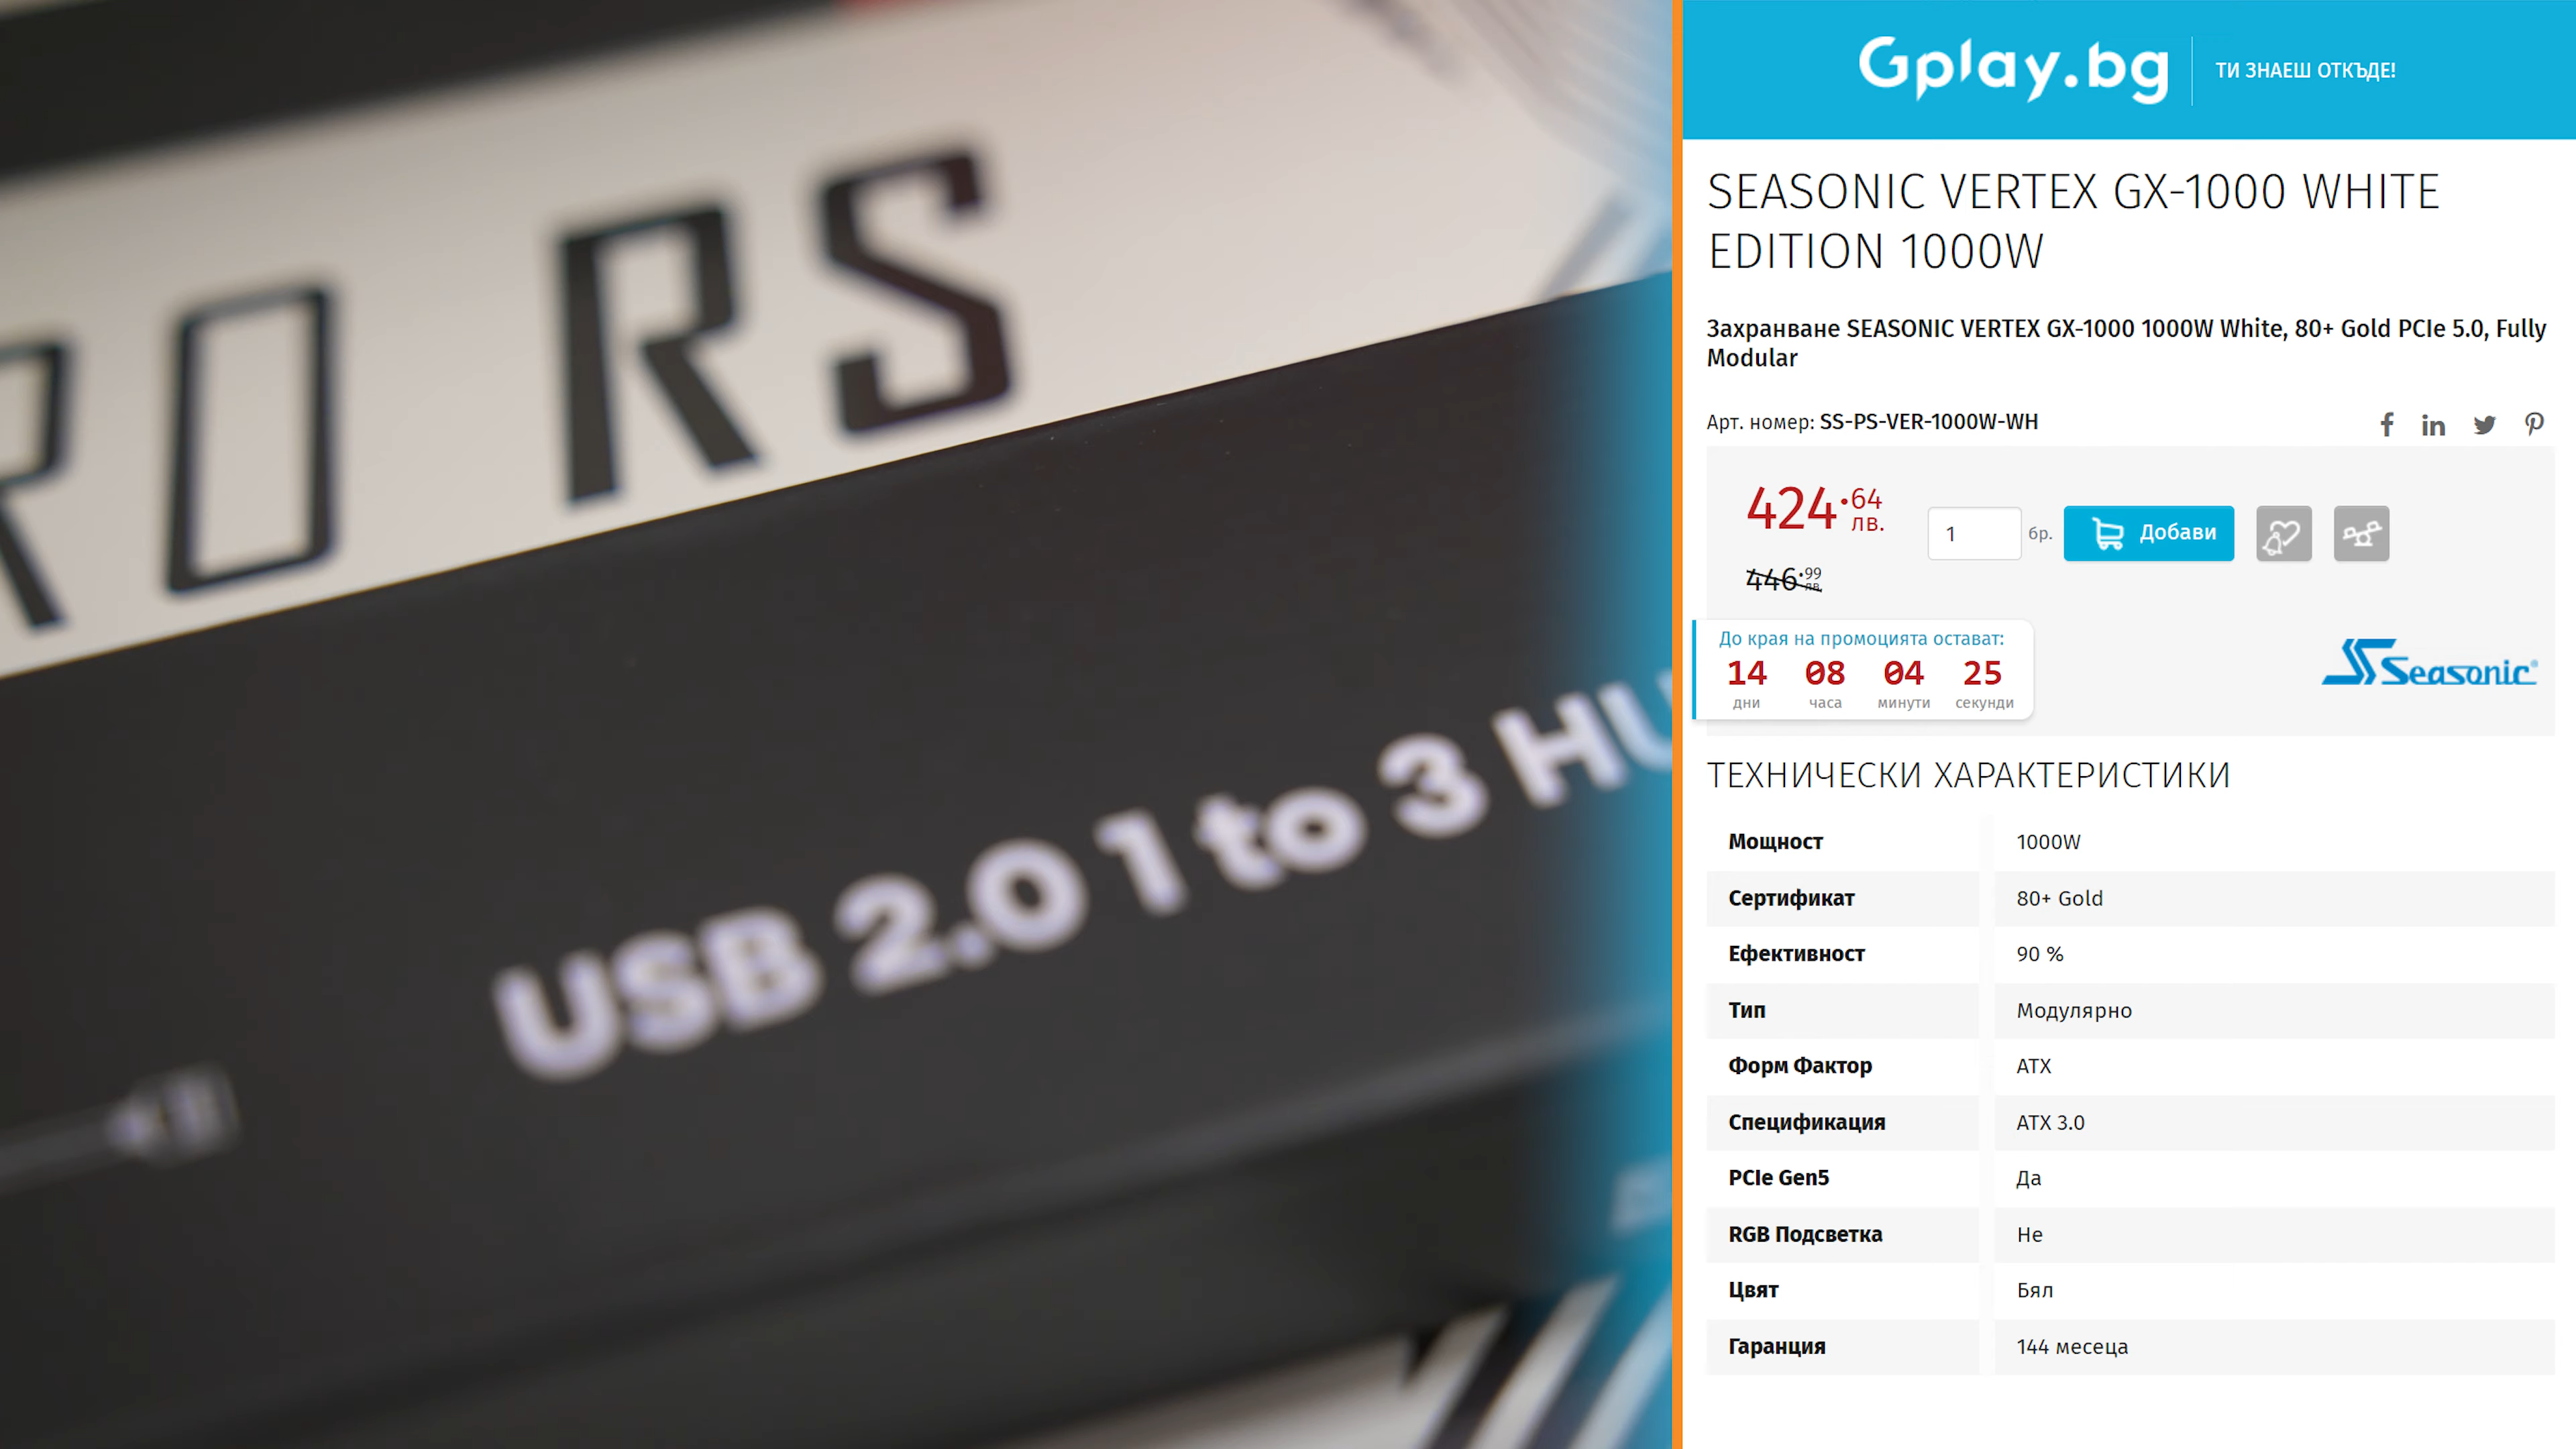 RO RS
USB 2.0 1 to 3 HU
Gplay.bg
ТИ ЗНАЕШ ОТКЪДЕ!
SEASONIC VERTEX GX-1000 WHITE
EDITION 1000W
Захранване SEASONIC VERTEX GX-1000 1000W White, 80+ Gold PCIe 5.0, Fully
Modular
Арт. номер: SS-PS-VER-1000W-WH
424.64 лв.
1 бр. Добави
446.99 лв.
До края на промоцията остават:
14 08 04 25
дни часа минути секунди
Seasonic®
ТЕХНИЧЕСКИ ХАРАКТЕРИСТИКИ
Мощност 1000W
Сертификат 80+ Gold
Ефективност 90 %
Тип Модулярно
Форм Фактор ATX
Спецификация ATX 3.0
PCIe Gen5 Да
RGB Подсветка Не
Цвят Бял
Гаранция 144 месеца